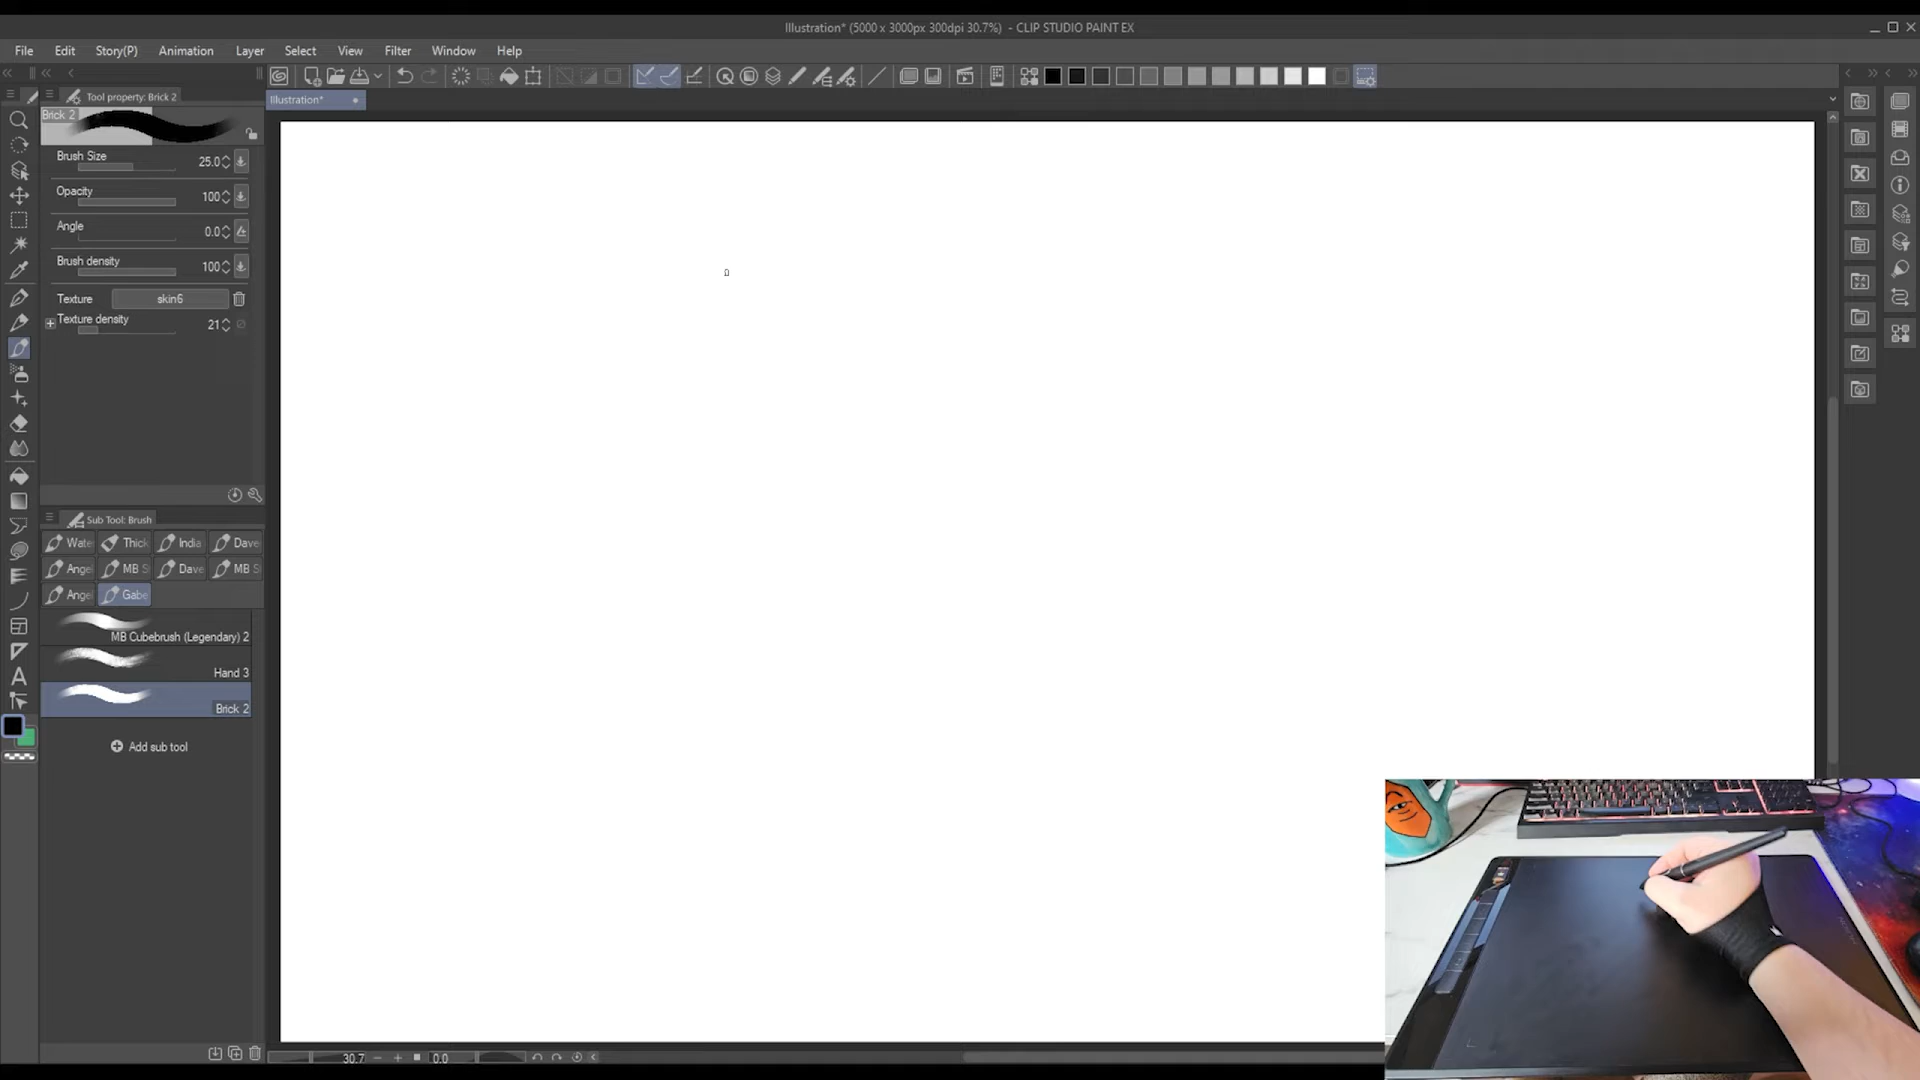 Illustration* (5000 x 3000px 300dpi 30.7%) - CLIP STUDIO PAINT EX
File Edit Story(P) Animation Layer Select View Filter Window Help
Tool property: Brick 2
Illustration*
Brick 2
Brush Size 25.0
Opacity 100
Angle 0.0
Brush density 100
Texture skin6
Texture density 21
Sub Tool: Brush
Wate Thick India Dave
Angel MB S Dave MB S
Angel Gabe
MB Cubebrush (Legendary) 2
Hand 3
Brick 2
Add sub tool
30.7 0.0